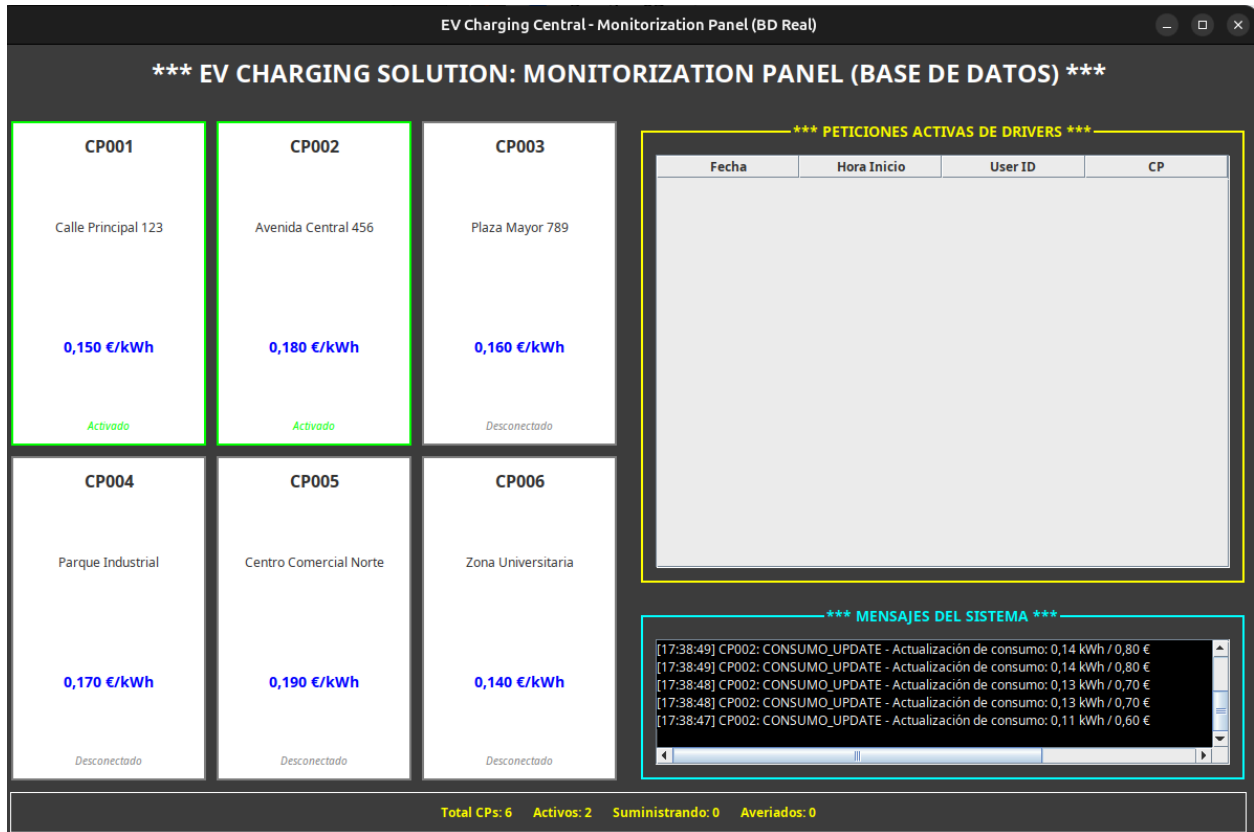 EV Charging Central - Monitorization Panel (BD Real)
*** EV CHARGING SOLUTION: MONITORIZATION PANEL (BASE DE DATOS) ***
CP001
Calle Principal 123
0,150 €/kWh
Activado
CP002
Avenida Central 456
0,180 €/kWh
Activado
CP003
Plaza Mayor 789
0,160 €/kWh
Desconectado
CP004
Parque Industrial
0,170 €/kWh
Desconectado
CP005
Centro Comercial Norte
0,190 €/kWh
Desconectado
CP006
Zona Universitaria
0,140 €/kWh
Desconectado
*** PETICIONES ACTIVAS DE DRIVERS ***
Fecha Hora Inicio User ID CP
*** MENSAJES DEL SISTEMA ***
[17:38:49] CP002: CONSUMO_UPDATE - Actualización de consumo: 0,14 kWh / 0,80 €
[17:38:49] CP002: CONSUMO_UPDATE - Actualización de consumo: 0,14 kWh / 0,80 €
[17:38:48] CP002: CONSUMO_UPDATE - Actualización de consumo: 0,13 kWh / 0,70 €
[17:38:48] CP002: CONSUMO_UPDATE - Actualización de consumo: 0,13 kWh / 0,70 €
[17:38:47] CP002: CONSUMO_UPDATE - Actualización de consumo: 0,11 kWh / 0,60 €
Total CPs: 6 Activos: 2 Suministrando: 0 Averiados: 0